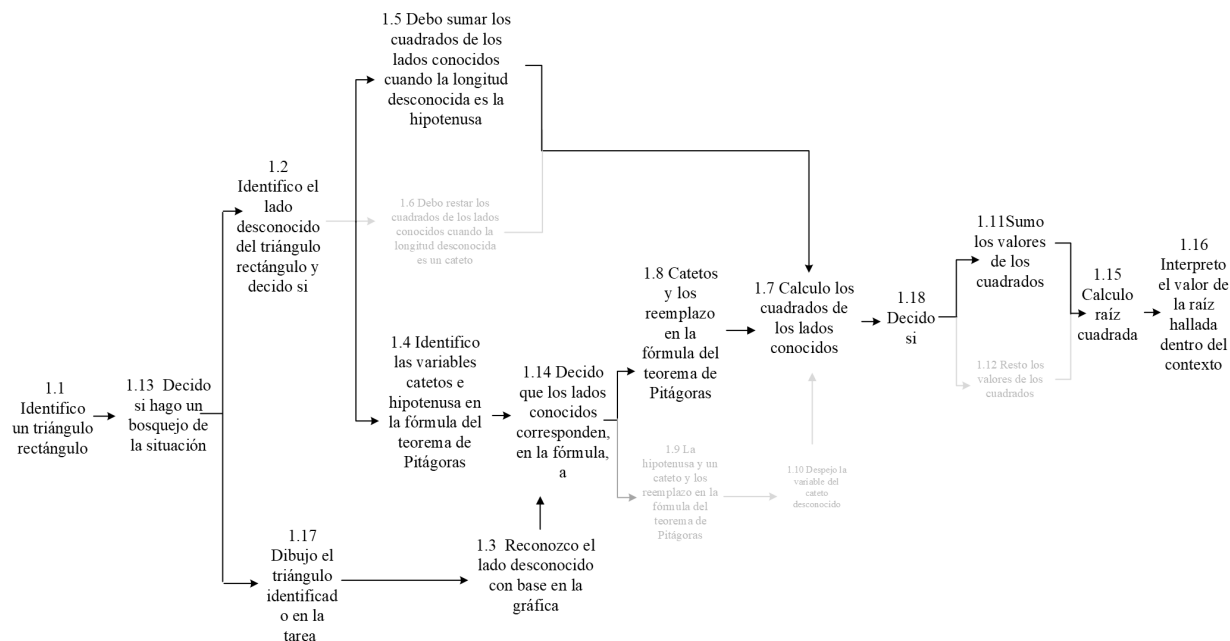 1.5 Debo sumar los
cuadrados de los
lados conocidos
cuando la longitud
desconocida es la
hipotenusa
1.2
Identifico el
lado
desconocido
del triángulo
rectángulo y
decido si
1.6 Debo restar los
cuadrados de los lados
conocidos cuando la
longitud desconocida
es un cateto
1.11Sumo
los valores
de los
cuadrados
1.16
Interpreto
el valor de
la raíz
hallada
dentro del
contexto
1.8 Catetos
y los
reemplazo
en la
fórmula del
teorema de
Pitágoras
1.7 Calculo los
cuadrados de
los lados
conocidos
1.18
Decido
si
1.15
Calculo
raíz
cuadrada
1.12 Resto los
valores de los
cuadrados
1.4 Identifico
las variables
catetos e
hipotenusa en
la fórmula del
teorema de
Pitágoras
1.14 Decido
que los lados
conocidos
corresponden,
en la fórmula,
a
1.1
Identifico
un triángulo
rectángulo
1.13 Decido
si hago un
bosquejo de
la situación
1.9 La
hipotenusa y un
cateto y los
reemplazo en la
fórmula del
teorema de
Pitágoras
1.10 Despejo la
variable del
cateto
desconocido
1.17
Dibujo el
triángulo
identificad
o en la
tarea
1.3 Reconozco el
lado desconocido
con base en la
gráfica